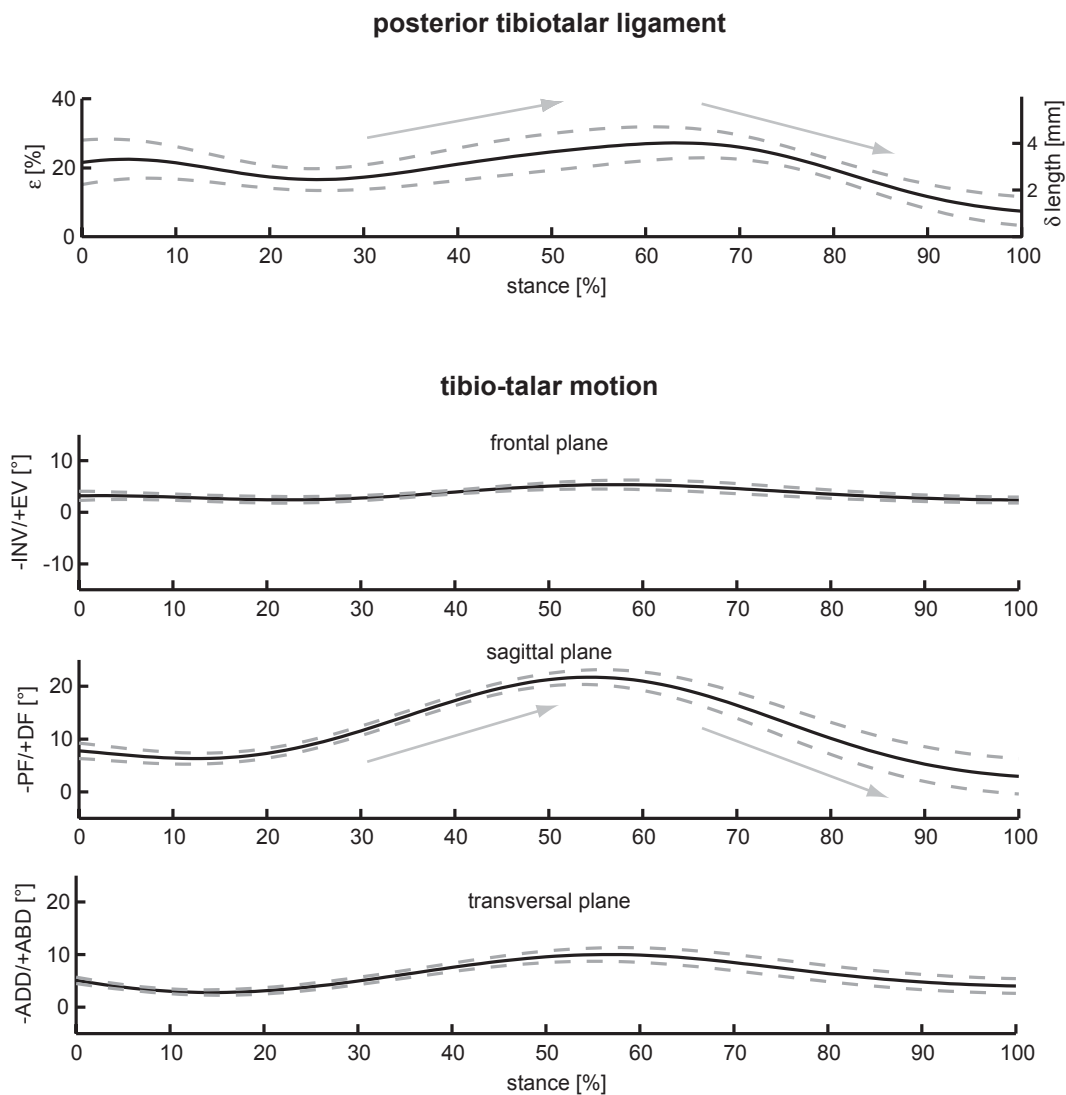 posterior tibiotalar ligament
ε [%]
40
20
0
δ length [mm]
4
2
0 10 20 30 40 50 60 70 80 90 100
stance [%]
tibio-talar motion
frontal plane
-INV/+EV [°]
10
0
-10
0 10 20 30 40 50 60 70 80 90 100
sagittal plane
-PF/+DF [°]
20
10
0
0 10 20 30 40 50 60 70 80 90 100
transversal plane
-ADD/+ABD [°]
20
10
0
0 10 20 30 40 50 60 70 80 90 100
stance [%]